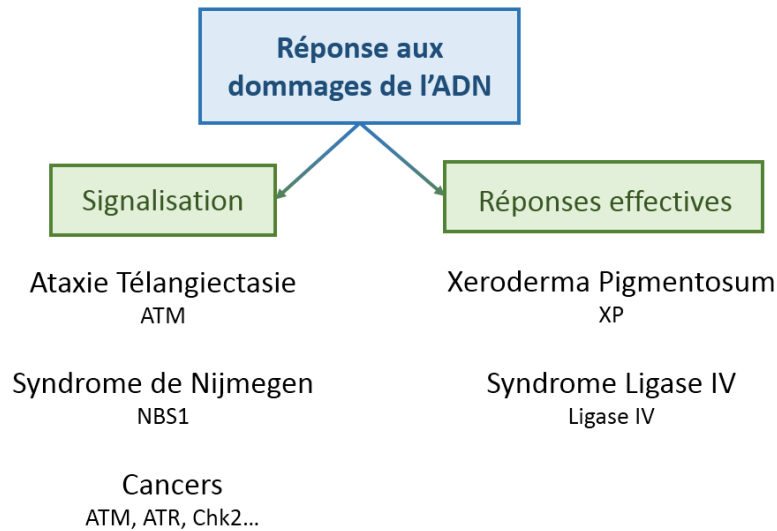 Réponse aux
dommages de l'ADN
Signalisation
Réponses effectives
Ataxie Télangiectasie
ATM
Xeroderma Pigmentosum
XP
Syndrome de Nijmegen
NBS1
Syndrome Ligase IV
Ligase IV
Cancers
ATM, ATR, Chk2...